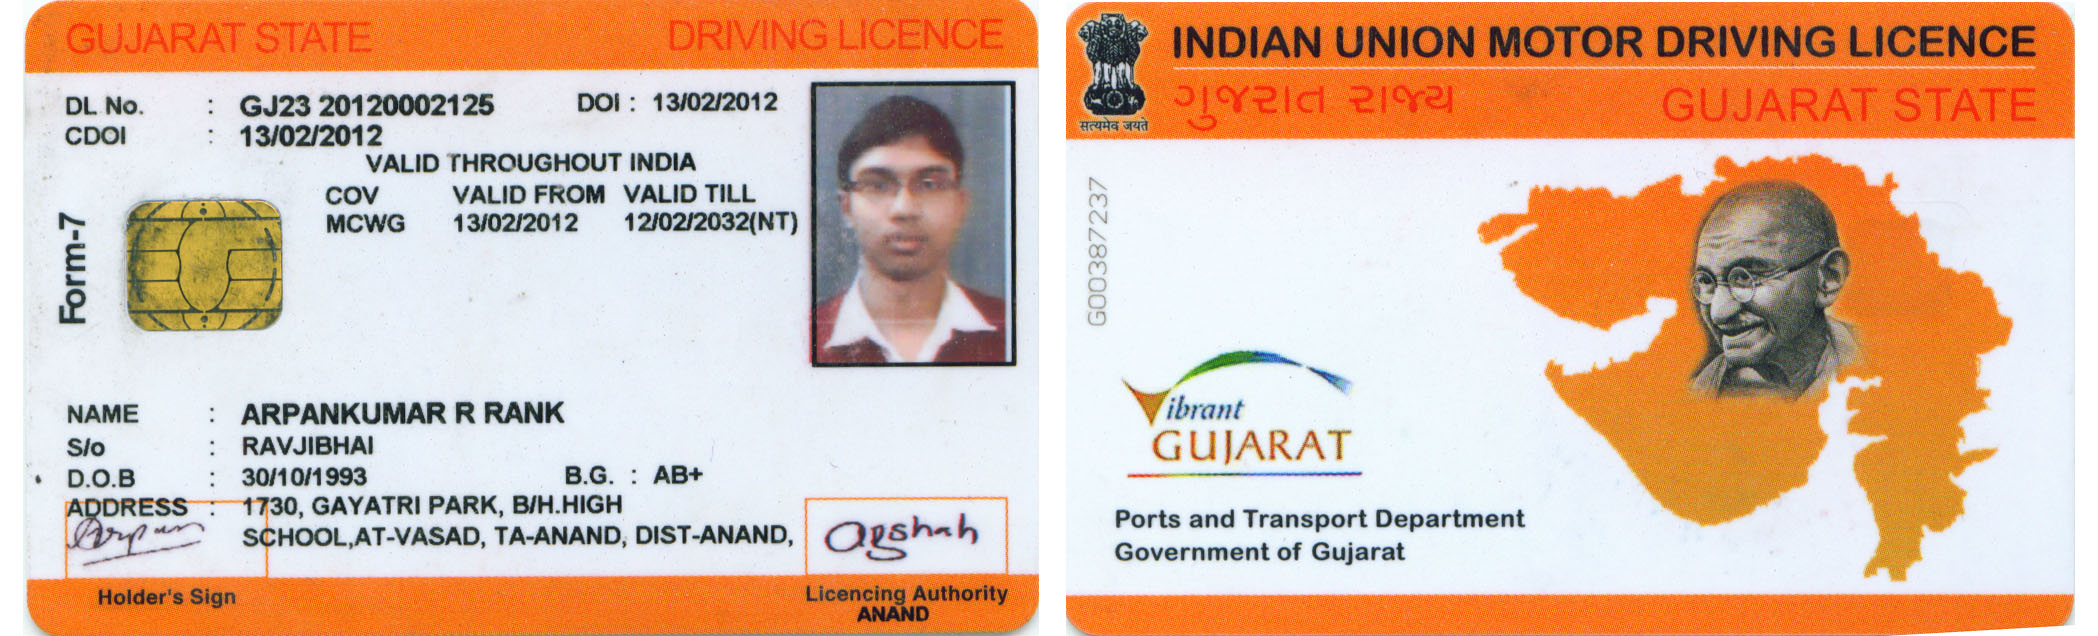 GUJARAT STATE DRIVING LICENCE
DL No. : GJ23 20120002125 DOI : 13/02/2012
CDOI : 13/02/2012
VALID THROUGHOUT INDIA
COV VALID FROM VALID TILL
MCWG 13/02/2012 12/02/2032(NT)
Form-7
NAME : ARPANKUMAR R RANK
S/o : RAVJIBHAI
D.O.B : 30/10/1993 B.G. : AB+
ADDRESS : 1730, GAYATRI PARK, B/H.HIGH
SCHOOL,AT-VASAD, TA-ANAND, DIST-ANAND,
Arpan
agshah
Holder's Sign
Licencing Authority
ANAND
INDIAN UNION MOTOR DRIVING LICENCE
ગુજરાત રાજ્ય GUJARAT STATE
सत्यमेव जयते
G00387237
Vibrant
GUJARAT
Ports and Transport Department
Government of Gujarat